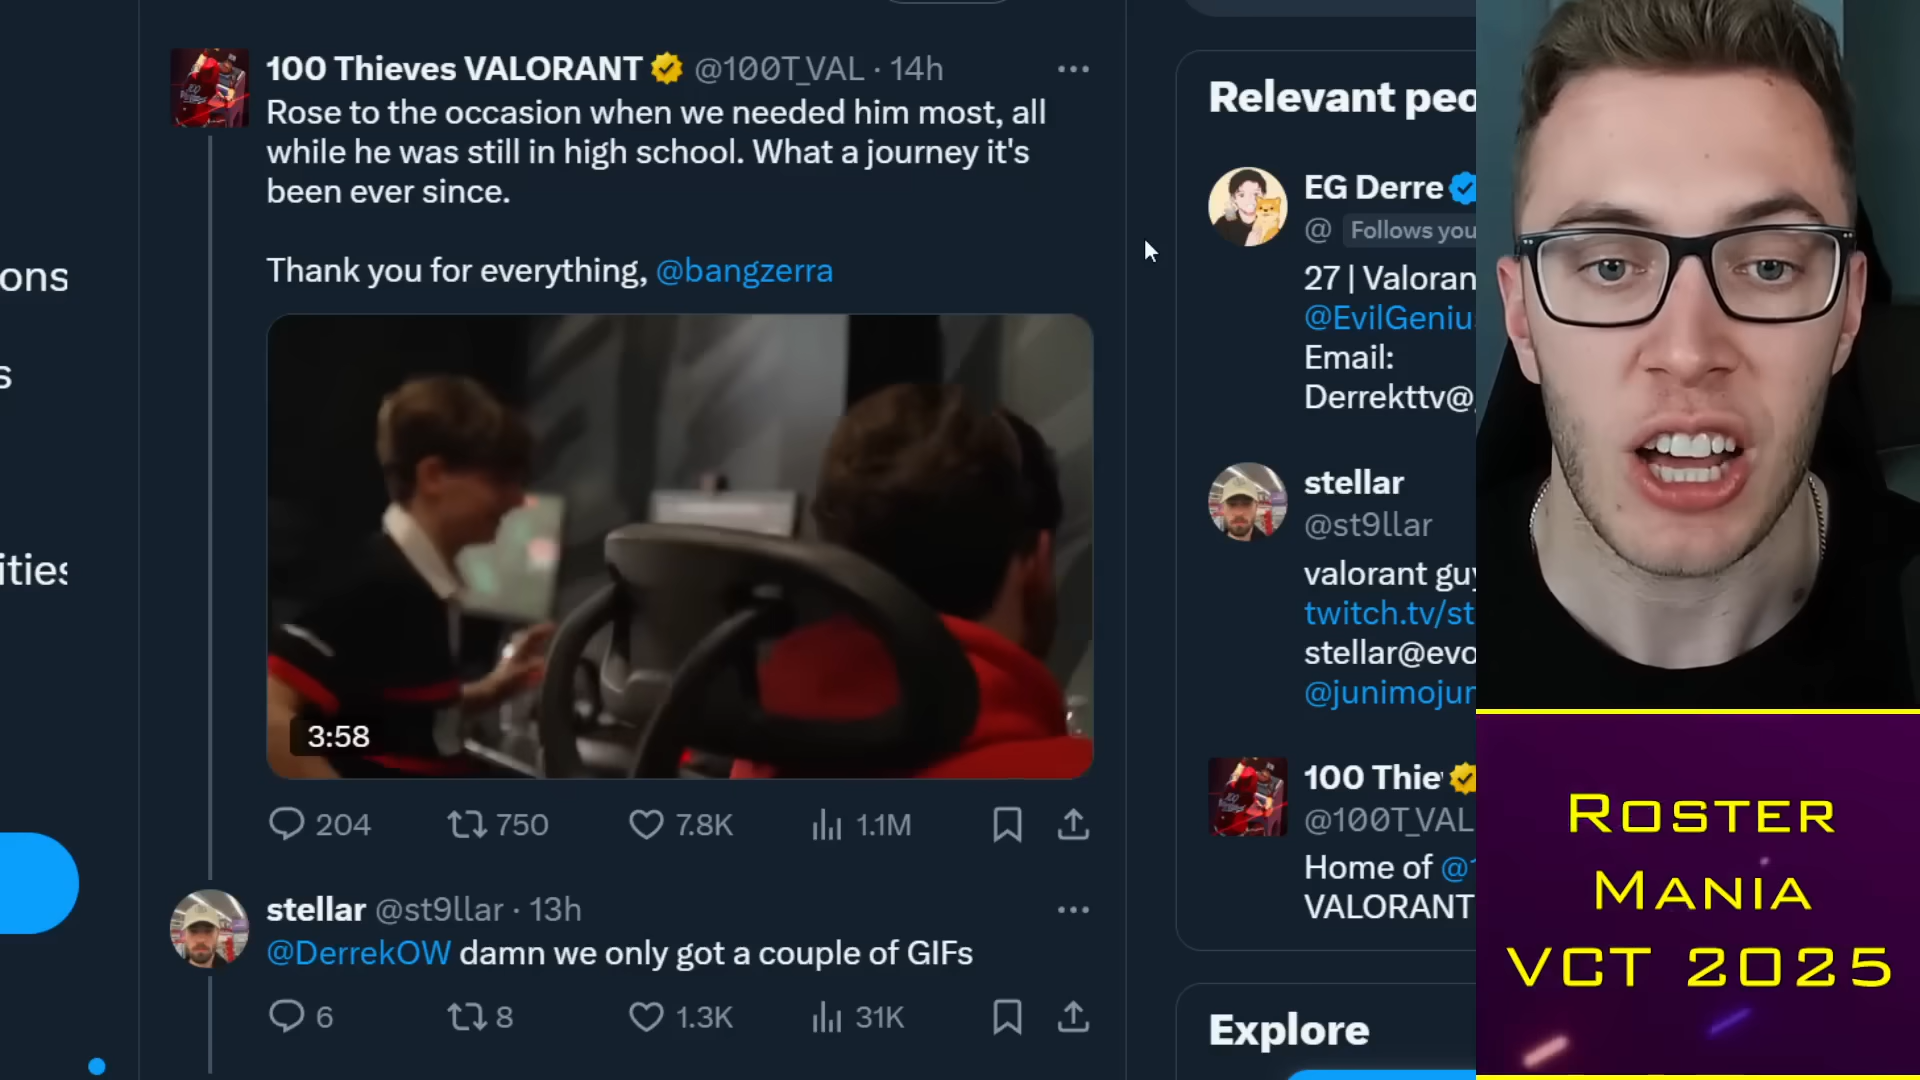 100 Thieves VALORANT @100T_VAL · 14h
Rose to the occasion when we needed him most, all
while he was still in high school. What a journey it's
been ever since.
Thank you for everything, @bangzerra
3:58
204 750 7.8K 1.1M
stellar @st9llar · 13h
@DerrekOW damn we only got a couple of GIFs
6 8 1.3K 31K
ons
s
ities
Relevant peo
EG Derre
@ Follows you
27 | Valoran
@EvilGeniu
Email:
Derrekttv@
stellar
@st9llar
valorant guy
twitch.tv/st
stellar@evo
@junimojun
100 Thie
@100T_VAL
Home of @1
VALORANT
Explore
ROSTER
MANIA
VCT 2025